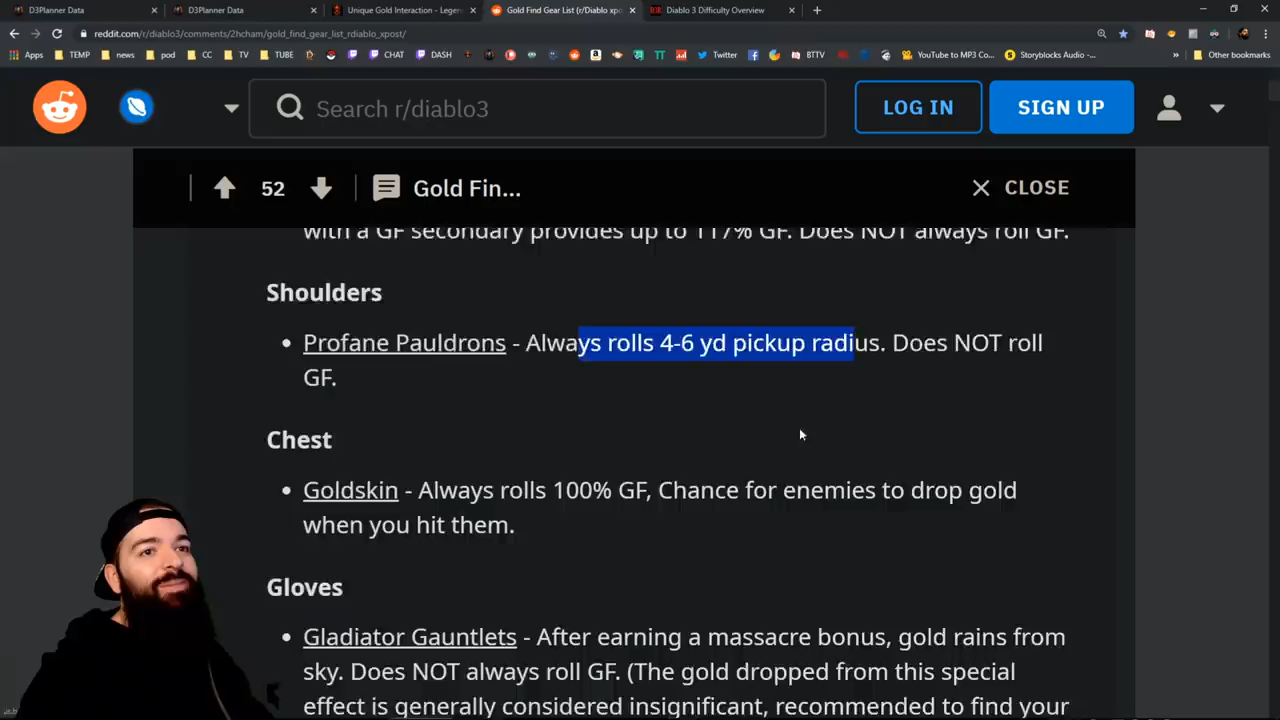 D3Planner Data
D3Planner Data
Unique Gold Interaction - Legen
Gold Find Gear List (r/Diablo xpo
Diablo 3 Difficulty Overview
reddit.com/r/diablo3/comments/2hcham/gold_find_gear_list_rdiablo_xpost/
Apps
TEMP
news
pod
CC
TV
TUBE
CHAT
DASH
TT
Twitter
BTTV
YouTube to MP3 Co...
Storyblocks Audio -...
»
Other bookmarks
Search r/diablo3
LOG IN
SIGN UP
52
Gold Fin...
CLOSE
with a GF secondary provides up to 117% GF. Does NOT always roll GF.
Shoulders
• Profane Pauldrons - Always rolls 4-6 yd pickup radius. Does NOT roll
GF.
Chest
• Goldskin - Always rolls 100% GF, Chance for enemies to drop gold
when you hit them.
Gloves
• Gladiator Gauntlets - After earning a massacre bonus, gold rains from
sky. Does NOT always roll GF. (The gold dropped from this special
effect is generally considered insignificant, recommended to find your